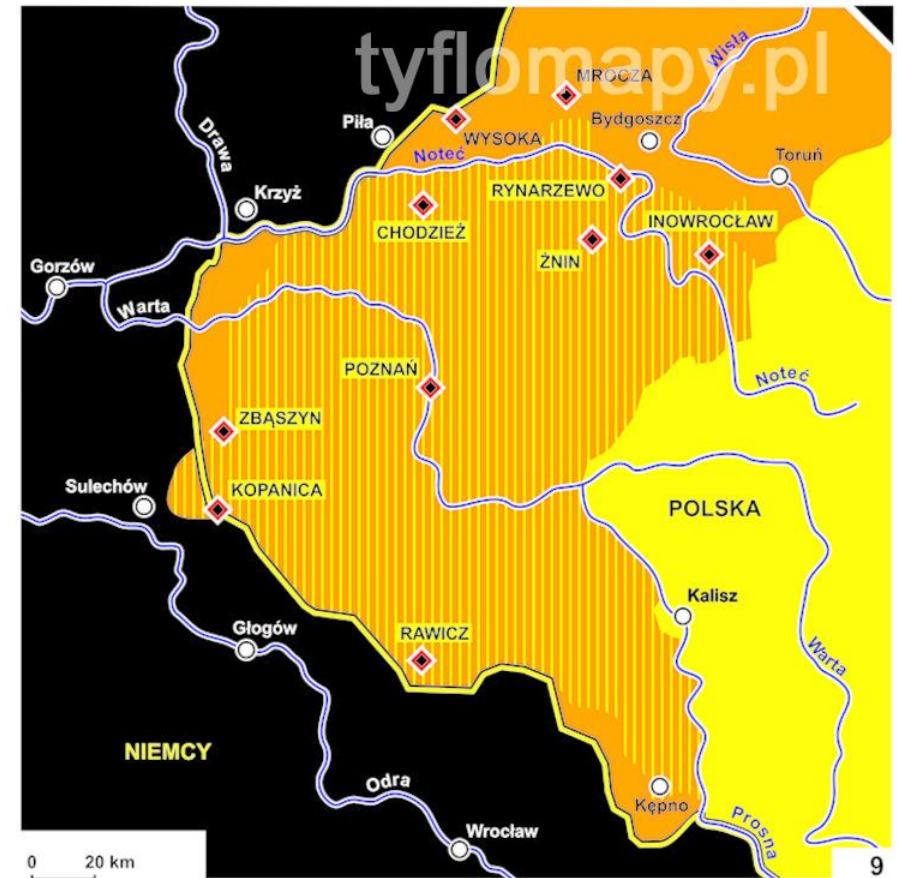 tyflomapy.pl
Wisła
MROCZA
Piła
WYSOKA
Bydgoszcz
Drawa
Noteć
Toruń
Krzyż
RYNARZEWO
CHODZIEŻ
INOWROCŁAW
ŻNIN
Gorzów
Warta
POZNAŃ
Noteć
ZBĄSZYN
Sulechów
KOPANICA
POLSKA
Kalisz
Głogów
RAWICZ
Warta
NIEMCY
Odra
Kępno
Prosna
Wrocław
0 20 km
9